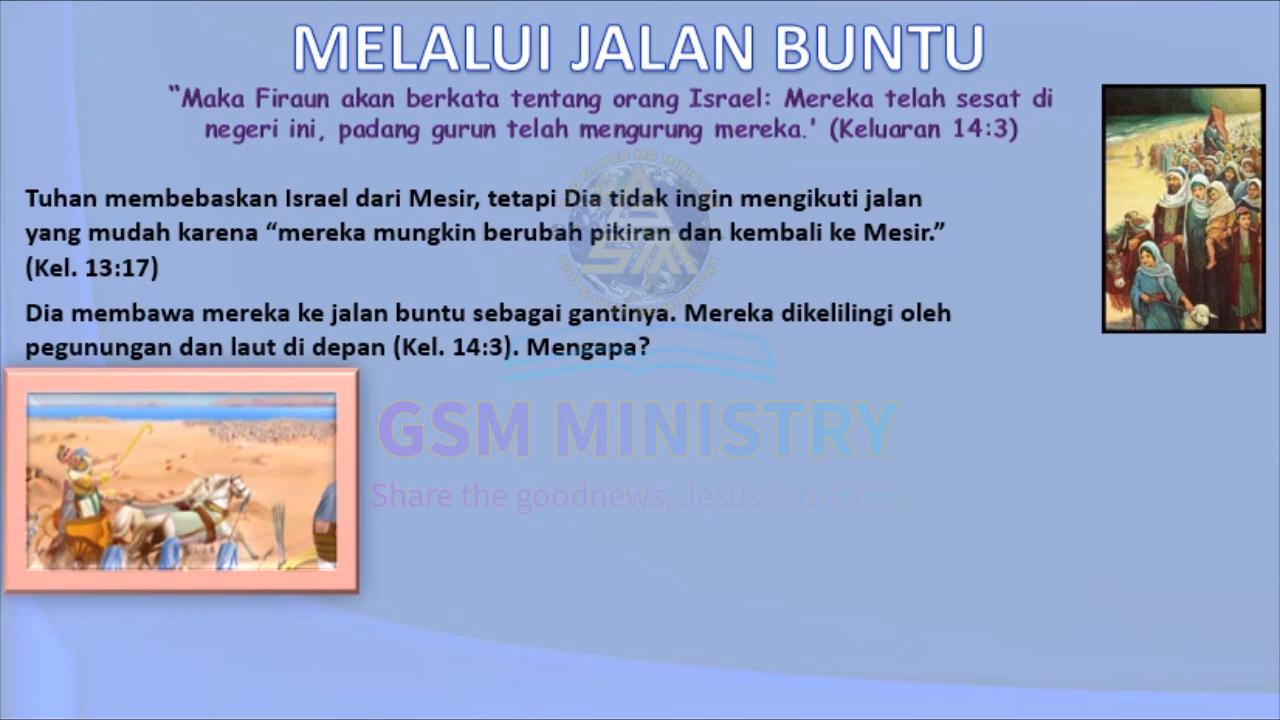 MELALUI JALAN BUNTU
“Maka Firaun akan berkata tentang orang Israel: Mereka telah sesat di
negeri ini, padang gurun telah mengurung mereka.' (Keluaran 14:3)
Tuhan membebaskan Israel dari Mesir, tetapi Dia tidak ingin mengikuti jalan
yang mudah karena “mereka mungkin berubah pikiran dan kembali ke Mesir.”
(Kel. 13:17)
Dia membawa mereka ke jalan buntu sebagai gantinya. Mereka dikelilingi oleh
pegunungan dan laut di depan (Kel. 14:3). Mengapa?
GSM MINISTRY
Share the goodnews, Jesus is coming